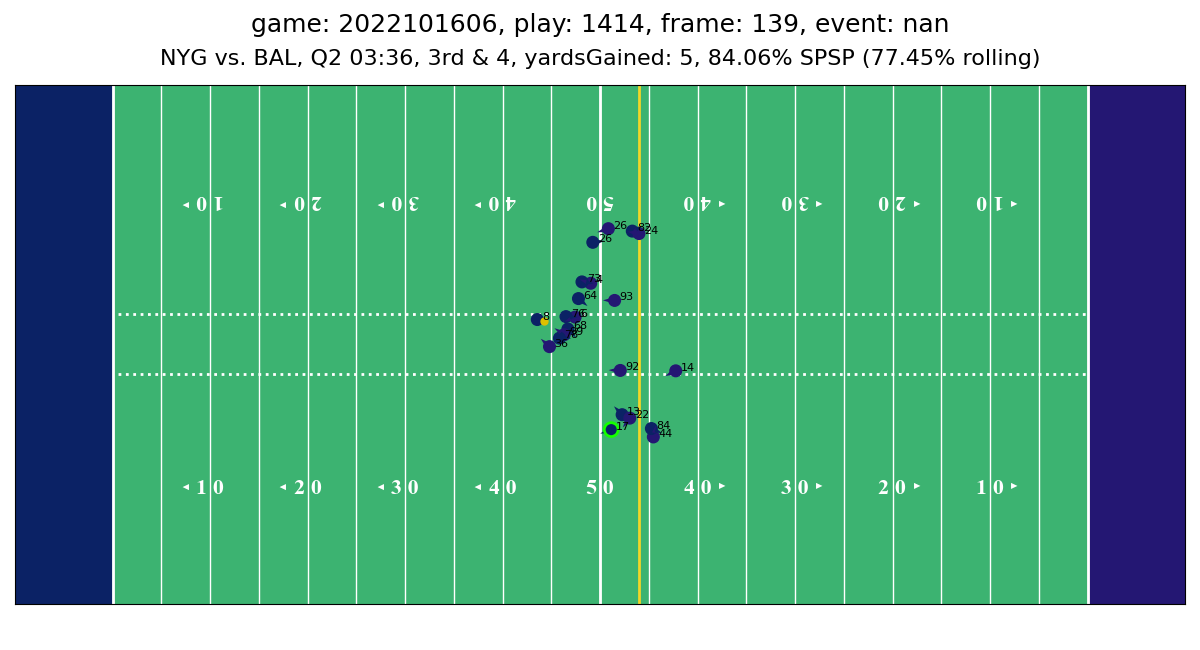 game: 2022101606, play: 1414, frame: 139, event: nan
NYG vs. BAL, Q2 03:36, 3rd & 4, yardsGained: 5, 84.06% SPSP (77.45% rolling)
10 20 30 40 50 40 30 20 10
26 82 24
26
64
93
8
36
92 14
13 22
17 84
44
10 20 30 40 50 40 30 20 10